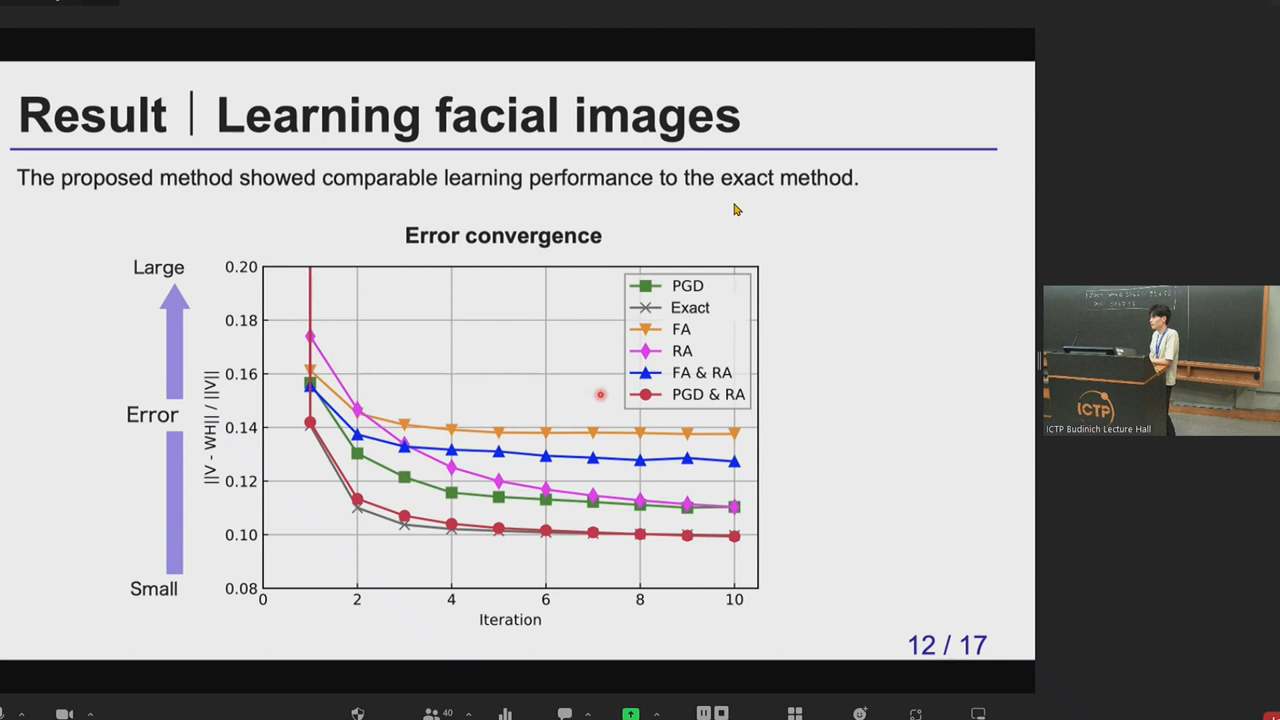 Result | Learning facial images
The proposed method showed comparable learning performance to the exact method.
Error convergence
Large
Error
Small
||V - WH|| / ||V||
0.20
0.18
0.16
0.14
0.12
0.10
0.08
0 2 4 6 8 10
Iteration
PGD
Exact
FA
RA
FA & RA
PGD & RA
12 / 17
ICTP
ICTP Budinich Lecture Hall
40